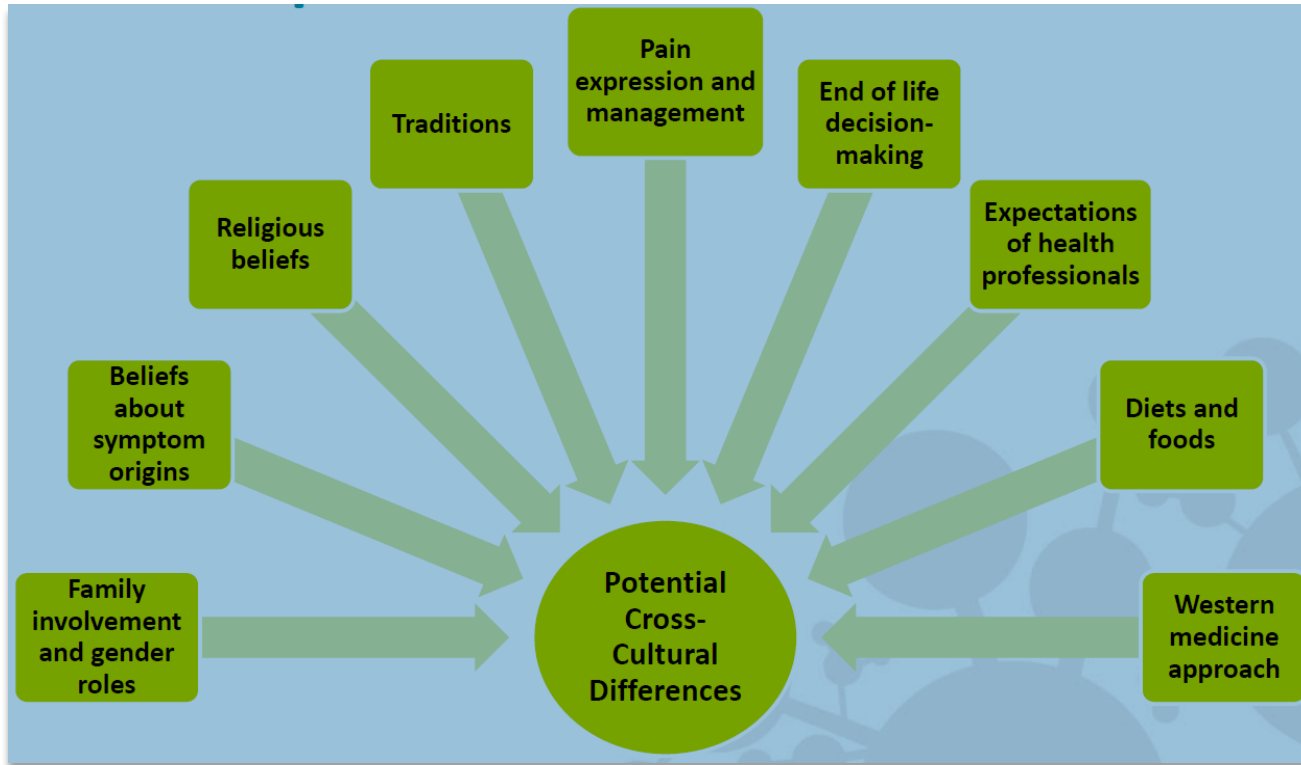 Pain
expression and
management
Traditions
End of life
decision-
making
Religious
beliefs
Expectations
of health
professionals
Beliefs
about
symptom
origins
Diets and
foods
Family
involvement
and gender
roles
Potential
Cross-
Cultural
Differences
Western
medicine
approach